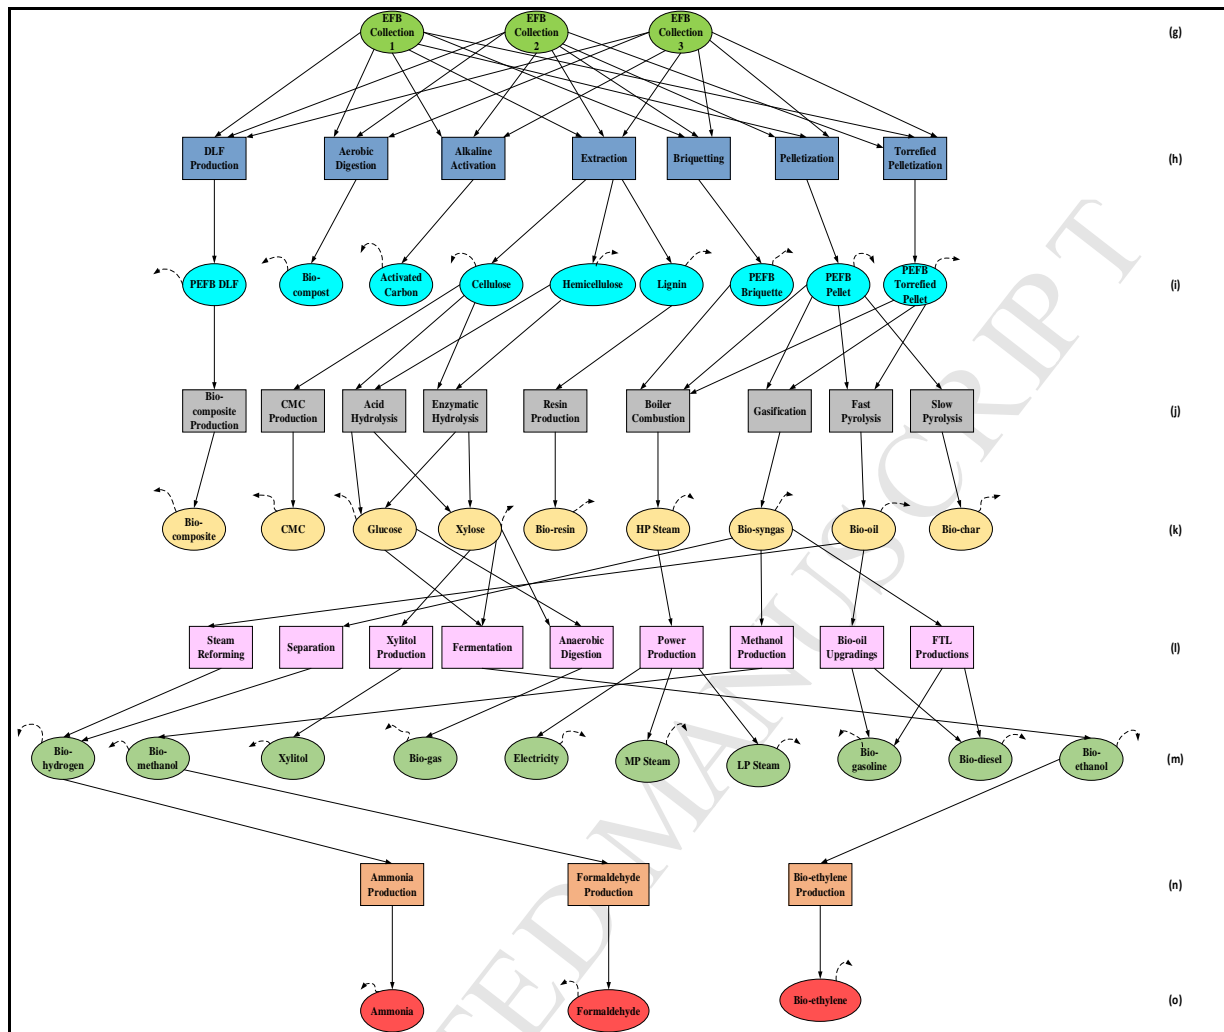 EFB
Collection
1
EFB
Collection
2
EFB
Collection
3
(g)
DLF
Production
Aerobic
Digestion
Alkaline
Activation
Extraction
Briquetting
Pelletization
Torrefied
Pelletization
(h)
PEFB DLF
Bio-
compost
Activated
Carbon
Cellulose
Hemicellulose
Lignin
PEFB
Briquette
PEFB
Pellet
PEFB
Torrefied
Pellet
(i)
Bio-
composite
Production
CMC
Production
Acid
Hydrolysis
Enzymatic
Hydrolysis
Resin
Production
Boiler
Combustion
Gasification
Fast
Pyrolysis
Slow
Pyrolysis
(j)
Bio-
composite
CMC
Glucose
Xylose
Bio-resin
HP Steam
Bio-syngas
Bio-oil
Bio-char
(k)
Steam
Reforming
Separation
Xylitol
Production
Fermentation
Anaerobic
Digestion
Power
Production
Methanol
Production
Bio-oil
Upgradings
FTL
Productions
(l)
Bio-
hydrogen
Bio-
methanol
Xylitol
Bio-gas
Electricity
MP Steam
LP Steam
Bio-
gasoline
Bio-diesel
Bio-
ethanol
(m)
Ammonia
Production
Formaldehyde
Production
Bio-ethylene
Production
(n)
Ammonia
Formaldehyde
Bio-ethylene
(o)
TED MANUSCRIPT